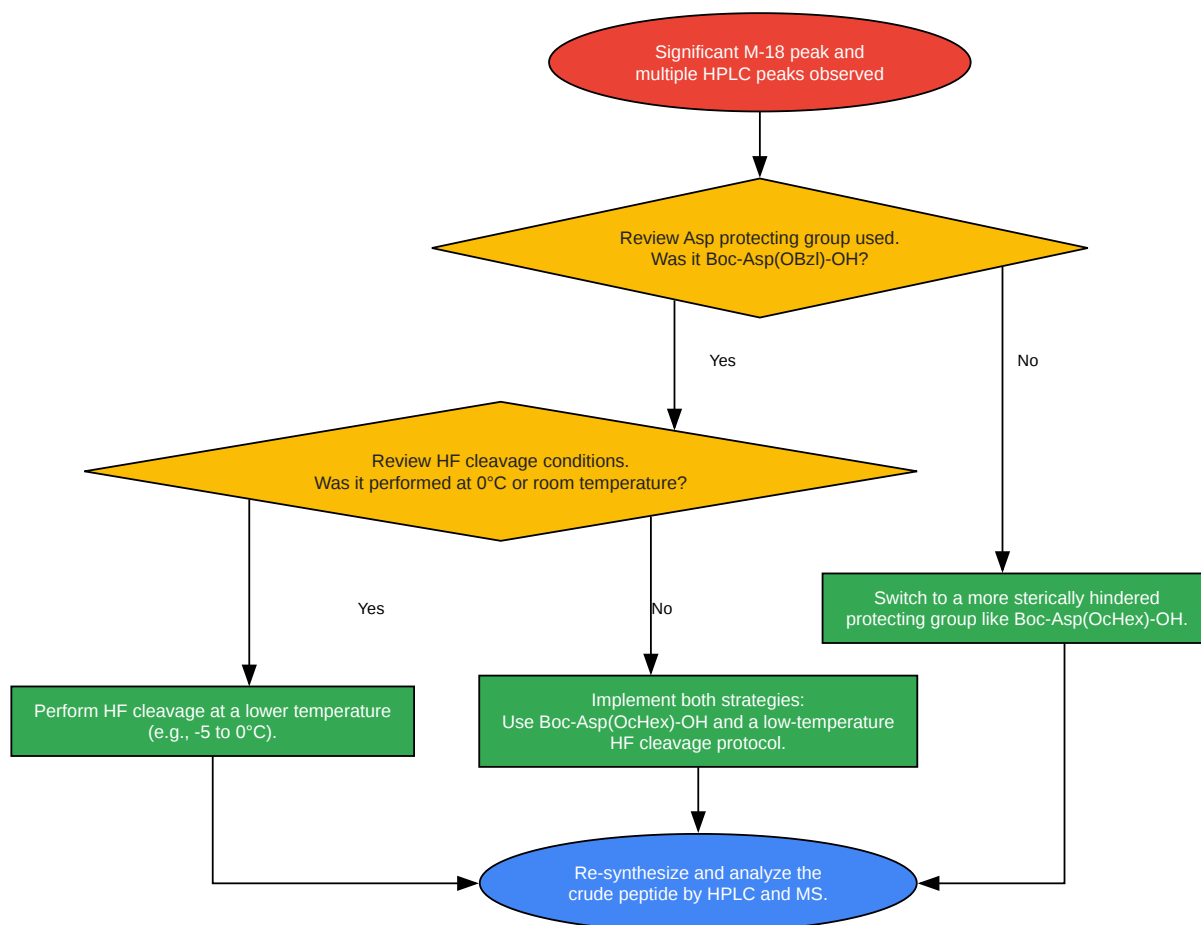 Significant M-18 peak and
multiple HPLC peaks observed
Review Asp protecting group used.
Was it Boc-Asp(OBzl)-OH?
Yes
No
Review HF cleavage conditions.
Was it performed at 0°C or room temperature?
Yes
No
Switch to a more sterically hindered
protecting group like Boc-Asp(OcHex)-OH.
Perform HF cleavage at a lower temperature
(e.g., -5 to 0°C).
Implement both strategies:
Use Boc-Asp(OcHex)-OH and a low-temperature
HF cleavage protocol.
Re-synthesize and analyze the
crude peptide by HPLC and MS.